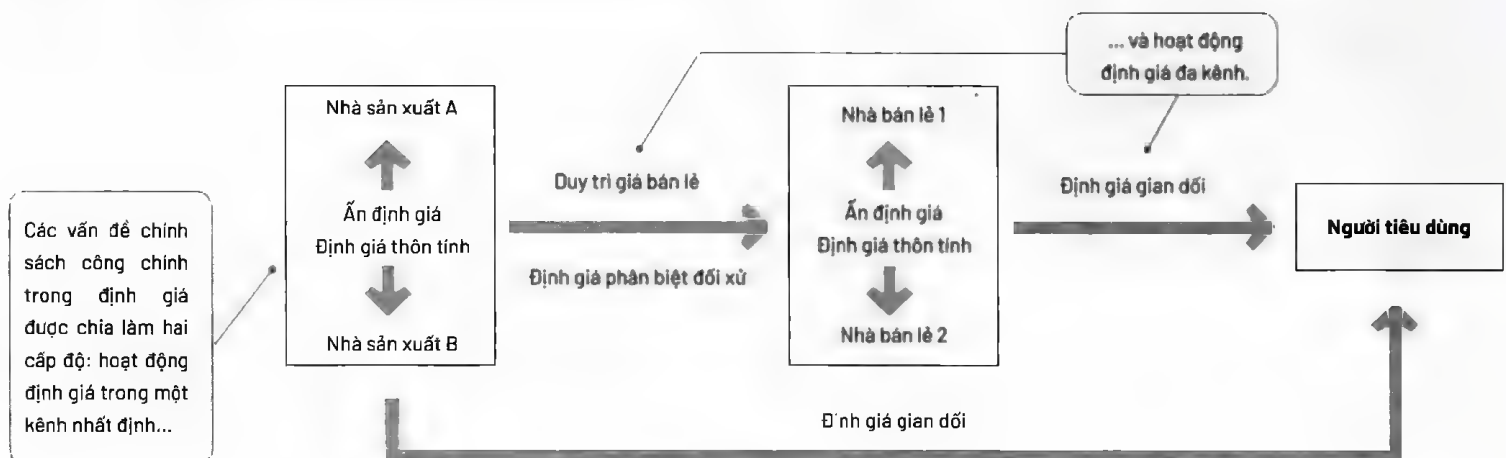 ... và hoạt động
định giá đa kênh.
Nhà sản xuất A
Nhà bán lẻ 1
Duy trì giá bán lẻ
Định giá gian dối
Các vấn đề chính
sách công chính
trong định giá
được chia làm hai
cấp độ: hoạt động
định giá trong một
kênh nhất định...
Ấn định giá
Định giá thôn tính
Ấn định giá
Định giá thôn tính
Người tiêu dùng
Định giá phân biệt đối xử
Nhà sản xuất B
Nhà bán lẻ 2
Định giá gian dối